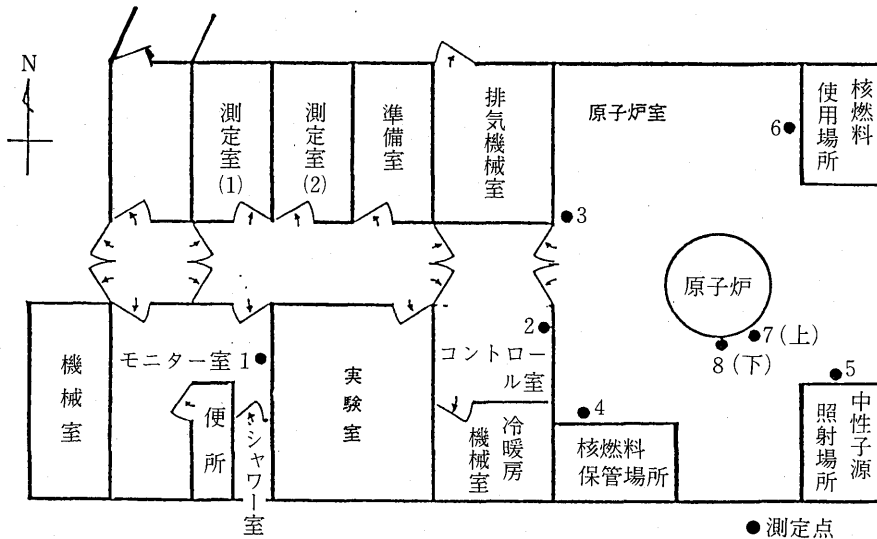 N
測定室(1)
測定室(2)
準備室
排気機械室
原子炉室
核燃料
使用場所
6
3
原子炉
2
7(上)
8(下)
モニター室 1
コントロー
ル室
5
機械室
実験室
4
便所
シャワー室
冷暖房
機械室
核燃料
保管場所
中性子源
照射場所
●測定点